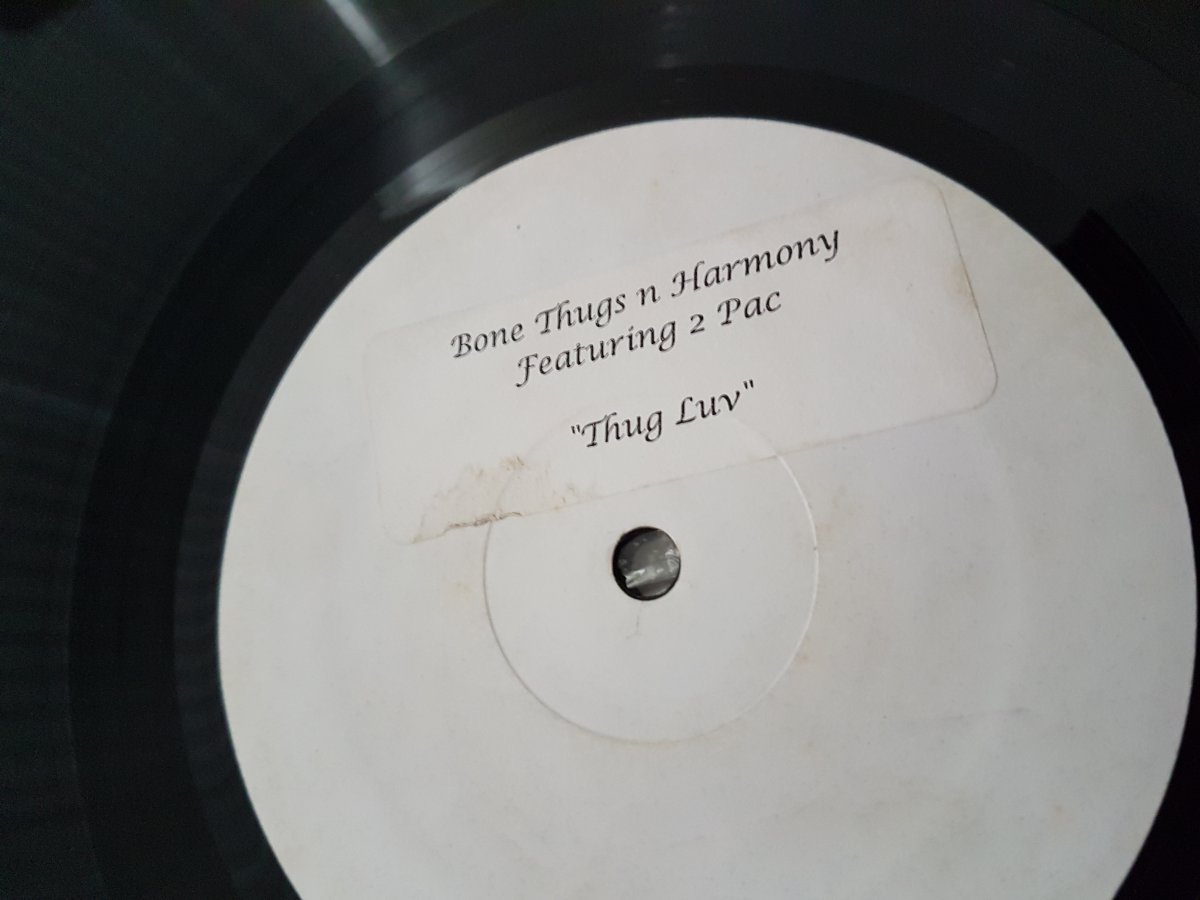 Bone Thugs n Harmony
Featuring 2 Pac
"Thug Luv"